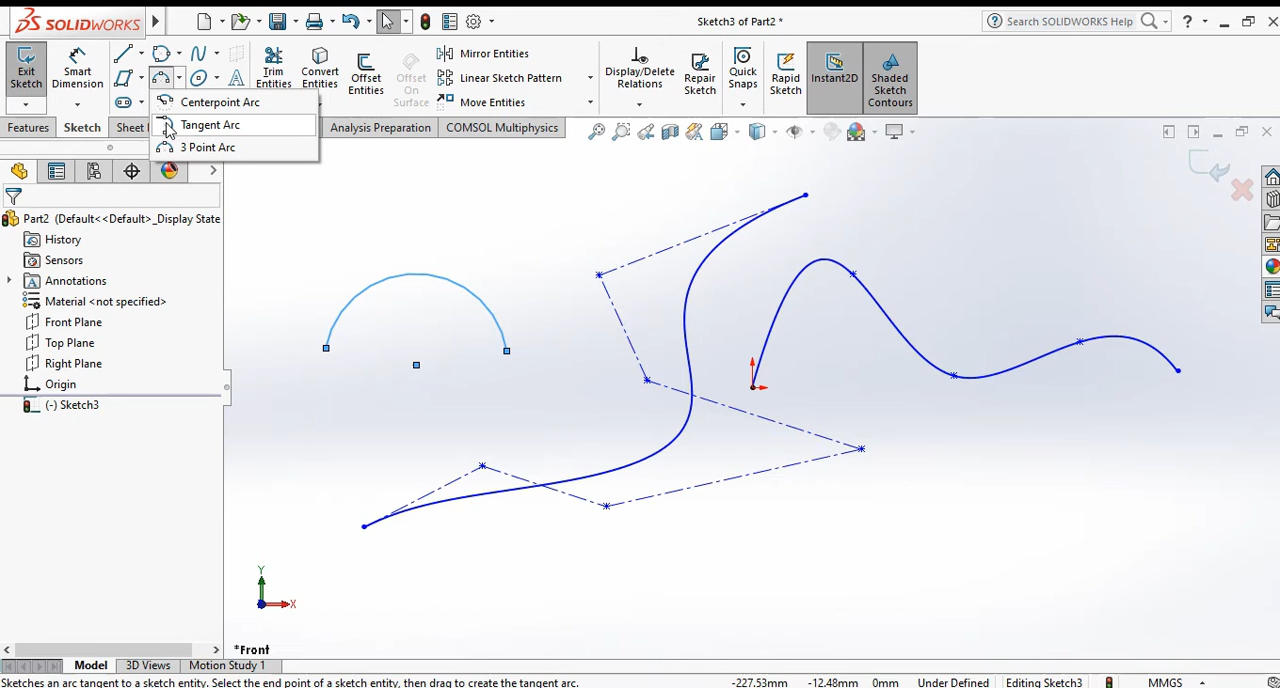 SOLIDWORKS
Sketch3 of Part2 *
Search SOLIDWORKS Help
?
Exit Sketch
Smart Dimension
Trim Entities
Convert Entities
Offset Entities
Offset On Surface
Mirror Entities
Linear Sketch Pattern
Move Entities
Display/Delete Relations
Repair Sketch
Quick Snaps
Rapid Sketch
Instant2D
Shaded Sketch Contours
Centerpoint Arc
Tangent Arc
3 Point Arc
Features
Sketch
Sheet
Analysis Preparation
COMSOL Multiphysics
Part2 (Default<<Default>_Display State
History
Sensors
Annotations
Material <not specified>
Front Plane
Top Plane
Right Plane
Origin
(-) Sketch3
Y
X
*Front
Model
3D Views
Motion Study 1
Sketches an arc tangent to a sketch entity. Select the end point of a sketch entity, then drag to create the tangent arc.
-227.53mm
-12.48mm
0mm
Under Defined
Editing Sketch3
MMGS